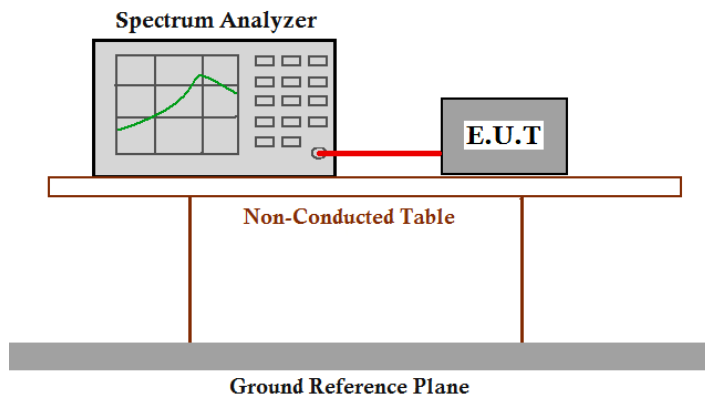 Spectrum Analyzer
E.U.T
Non-Conducted Table
Ground Reference Plane